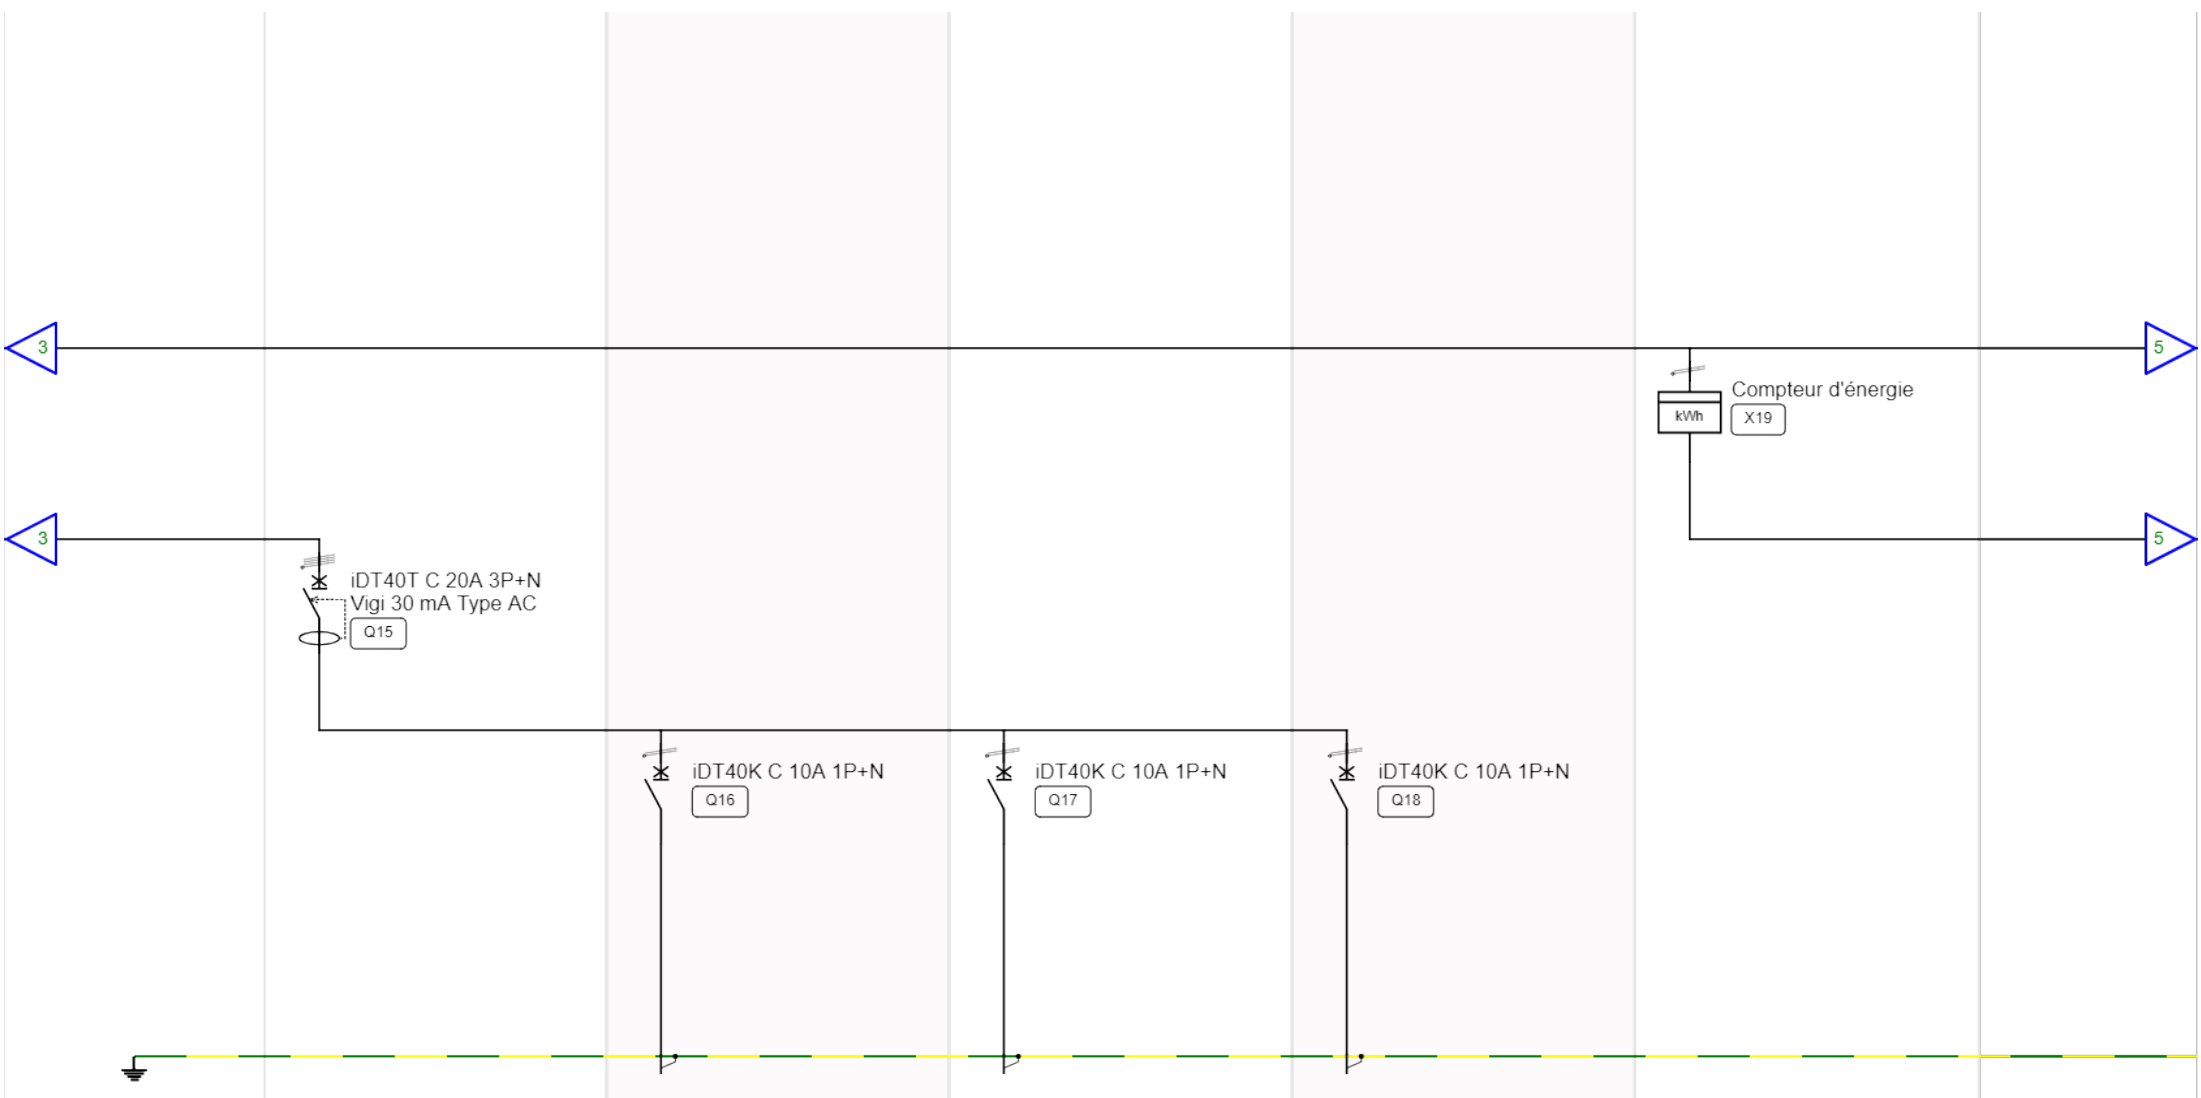 3
5
Compteur d'énergie
kWh
X19
3
5
iDT40T C 20A 3P+N
Vigi 30 mA Type AC
Q15
iDT40K C 10A 1P+N
Q16
iDT40K C 10A 1P+N
Q17
iDT40K C 10A 1P+N
Q18